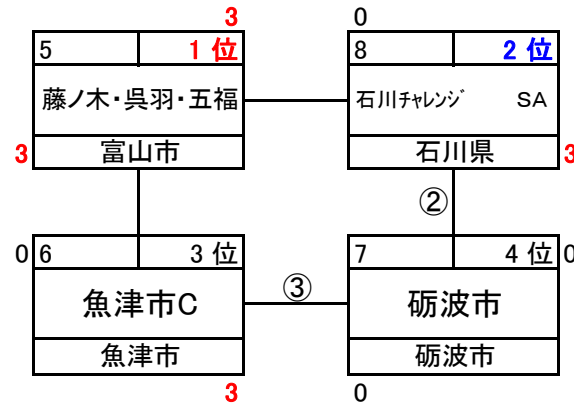 3 0
5 1 位 8 2 位
藤ノ木・呉羽・五福 石川チャレンジ SA
3 富山市 石川県 3
②
0 6 3 位 7 4 位 0
魚津市C ③ 砺波市
魚津市 砺波市
3 0